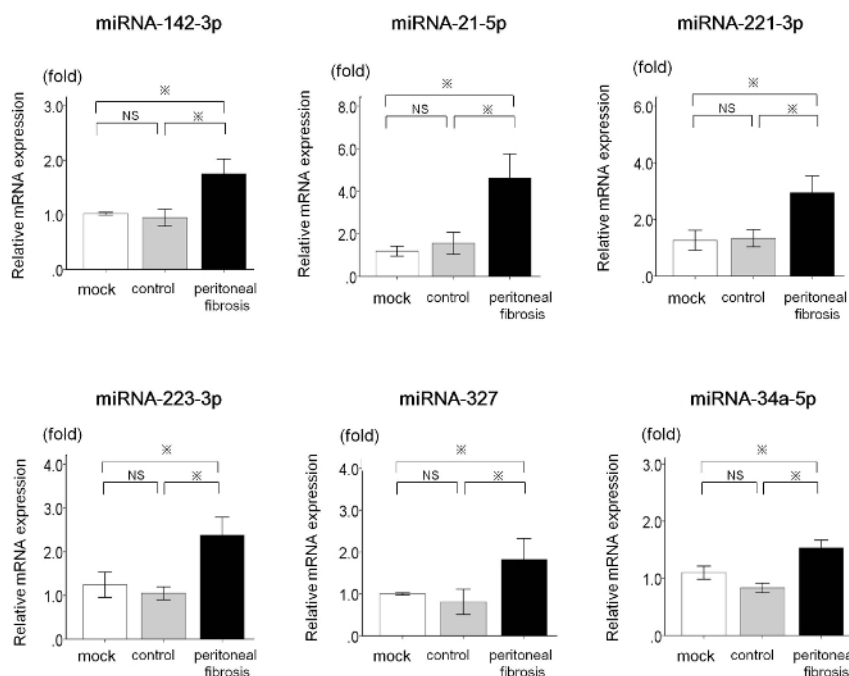 miRNA-142-3p
(fold)
Relative mRNA expression
3.0
2.0
1.0
.0
※
NS
※
mock
control
peritoneal
fibrosis
miRNA-21-5p
(fold)
Relative mRNA expression
8.0
6.0
4.0
2.0
.0
※
NS
※
mock
control
peritoneal
fibrosis
miRNA-221-3p
(fold)
Relative mRNA expression
6.0
4.0
2.0
.0
※
NS
※
mock
control
peritoneal
fibrosis
miRNA-223-3p
(fold)
Relative mRNA expression
4.0
3.0
2.0
1.0
.0
※
NS
※
mock
control
peritoneal
fibrosis
miRNA-327
(fold)
Relative mRNA expression
4.0
3.0
2.0
1.0
.0
※
NS
※
mock
control
peritoneal
fibrosis
miRNA-34a-5p
(fold)
Relative mRNA expression
3.0
2.0
1.0
.0
※
NS
※
mock
control
peritoneal
fibrosis